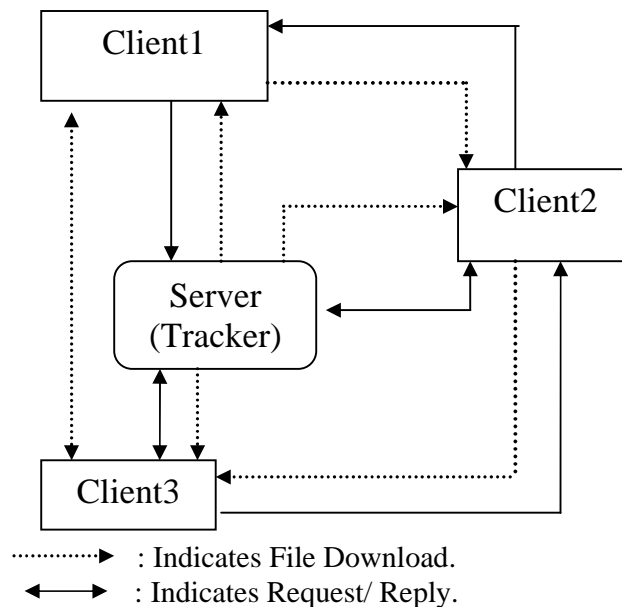 Client1
Client2
Server
(Tracker)
Client3
: Indicates File Download.
: Indicates Request/ Reply.